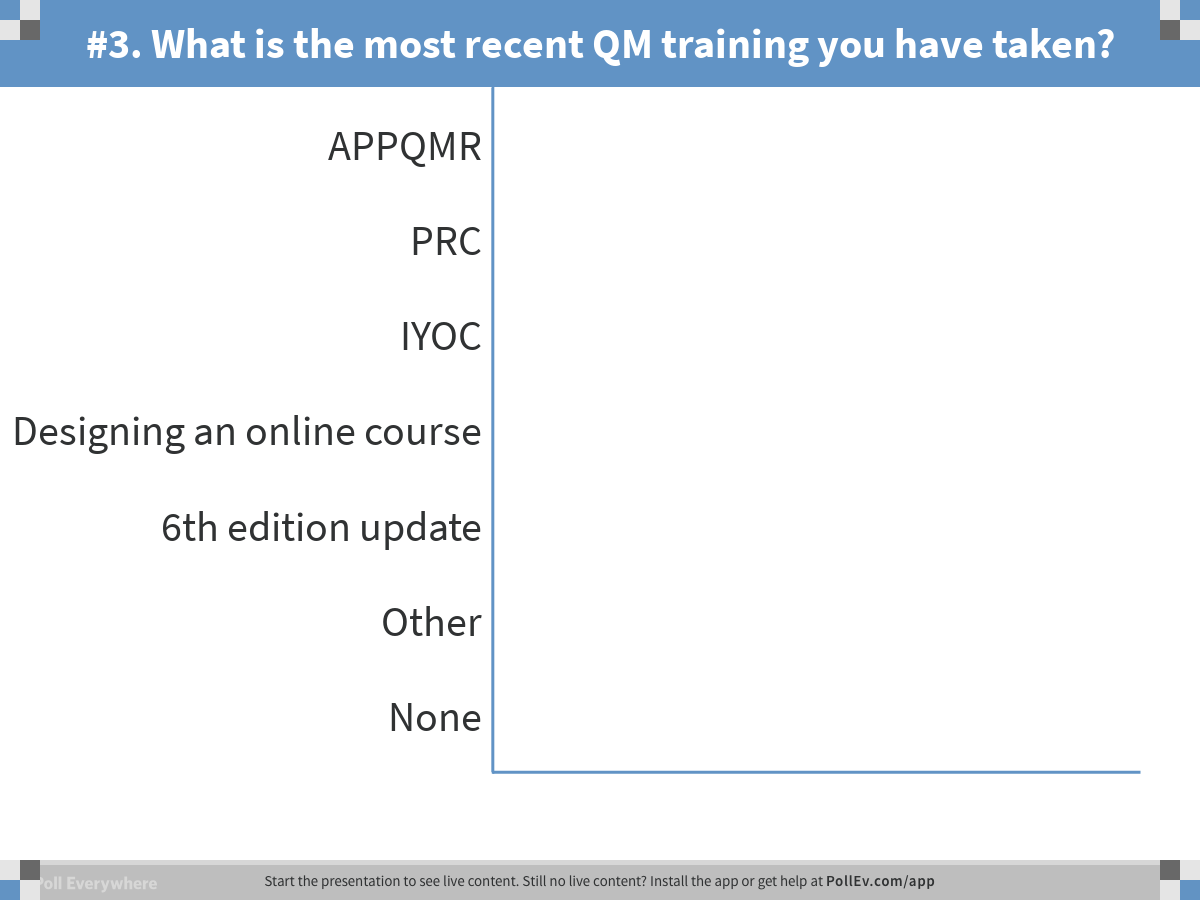 #3. What is the most recent QM training you have taken?
APPQMR
PRC
IYOC
Designing an online course
6th edition update
Other
None
Poll Everywhere
Start the presentation to see live content. Still no live content? Install the app or get help at PollEv.com/app